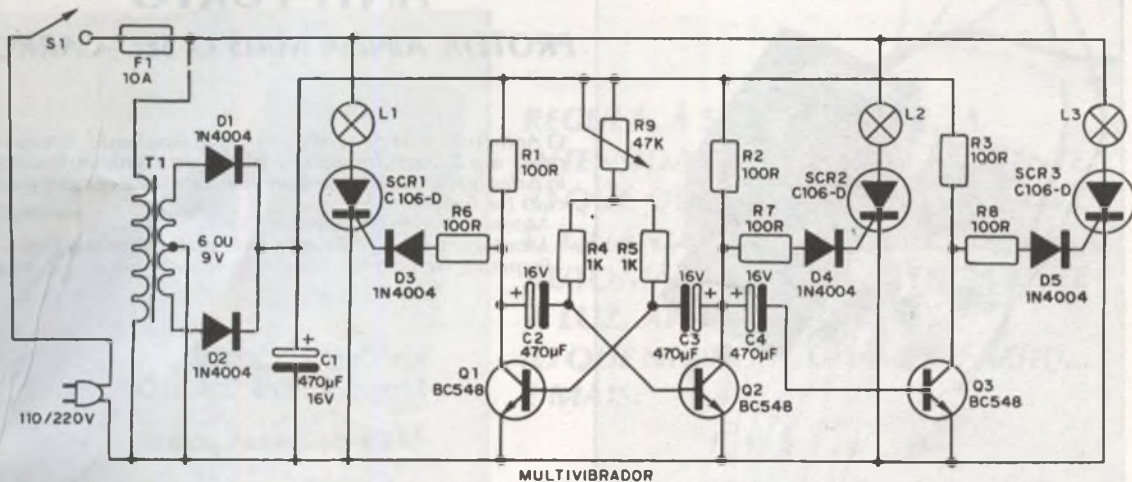 S1
F1
10A
D1
1N4004
T1
6 OU
9V
D2
1N4004
110/220V
C1
470µF
16V
L1
SCR1
C106-D
D3
1N4004
R6
100R
R1
100R
R9
47K
R4
1K
R5
1K
16V
C2
470µF
Q1
BC548
16V
C3
470µF
R2
100R
R7
100R
D4
1N4004
C4
470µF
Q2
BC548
SCR2
C106-D
L2
R3
100R
R8
100R
D5
1N4004
SCR3
C106-D
L3
Q3
BC548
MULTIVIBRADOR